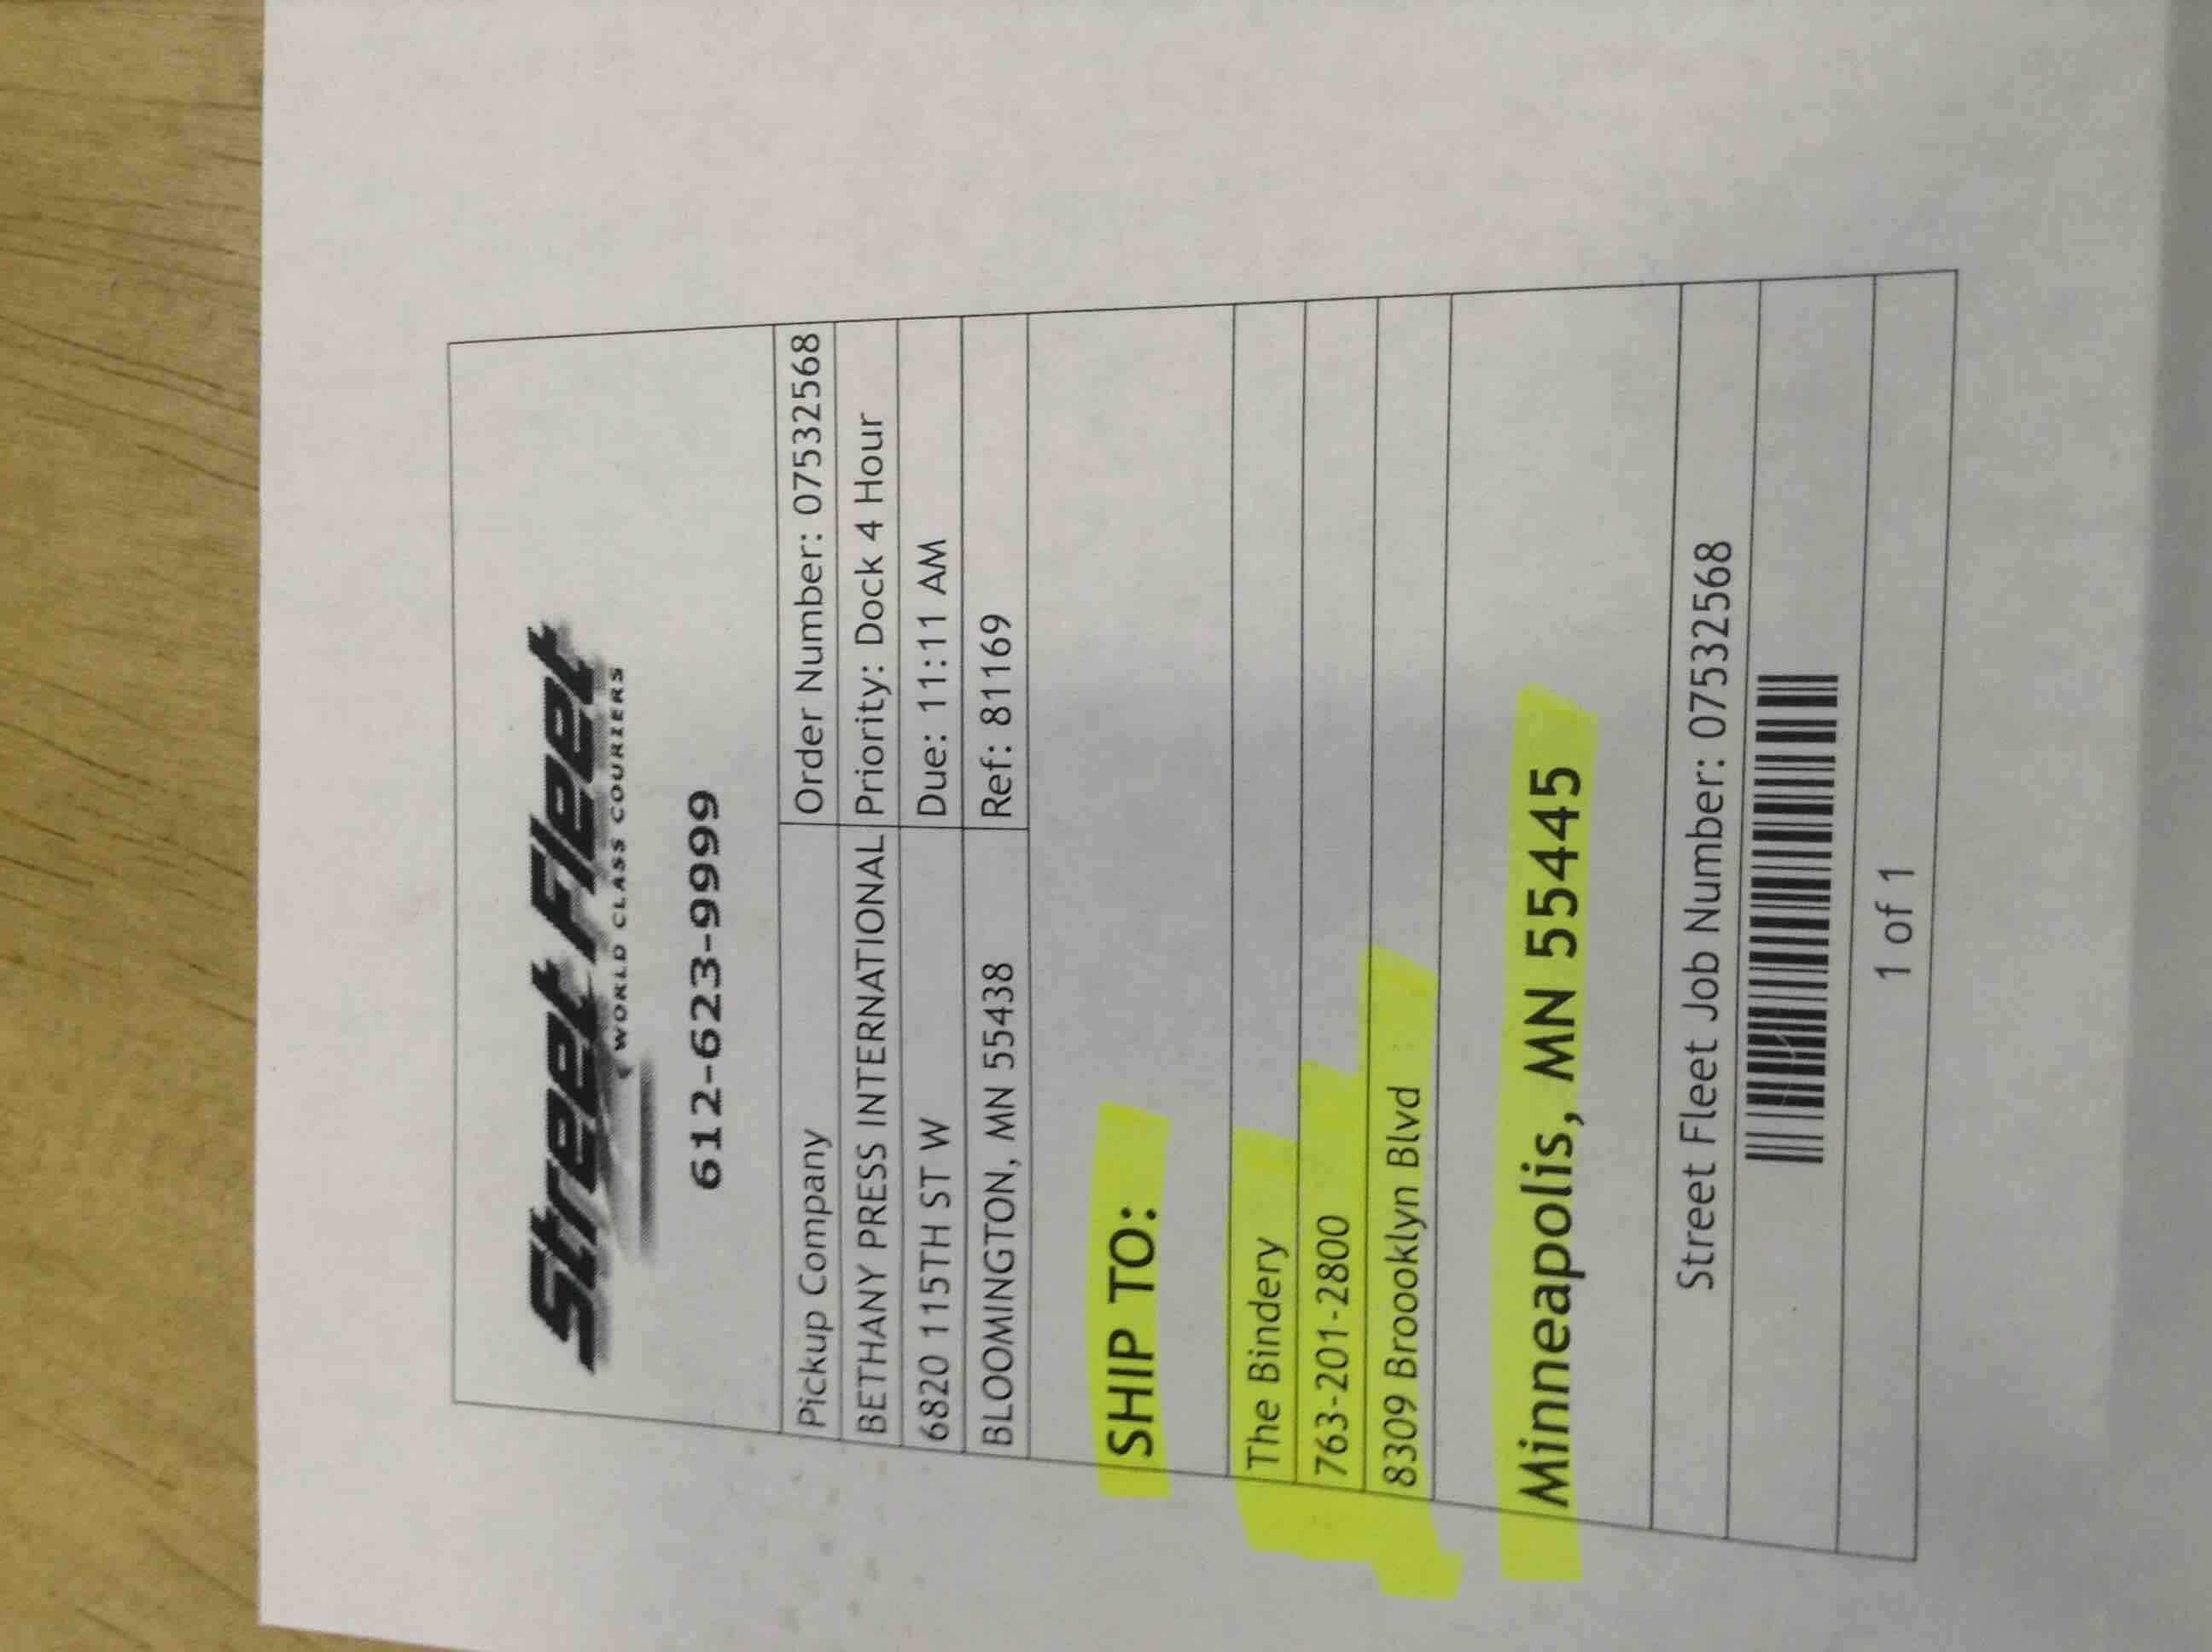 Street Fleet
WORLD CLASS COURIERS
612-623-9999
Pickup Company
Order Number: 07532568
BETHANY PRESS INTERNATIONAL
Priority: Dock 4 Hour
6820 115TH ST W
Due: 11:11 AM
BLOOMINGTON, MN 55438
Ref: 81169
SHIP TO:
The Bindery
763-201-2800
8309 Broooklyn Blvd
Minneapolis, MN 55445
Street Fleet Job Number: 07532568
1 of 1